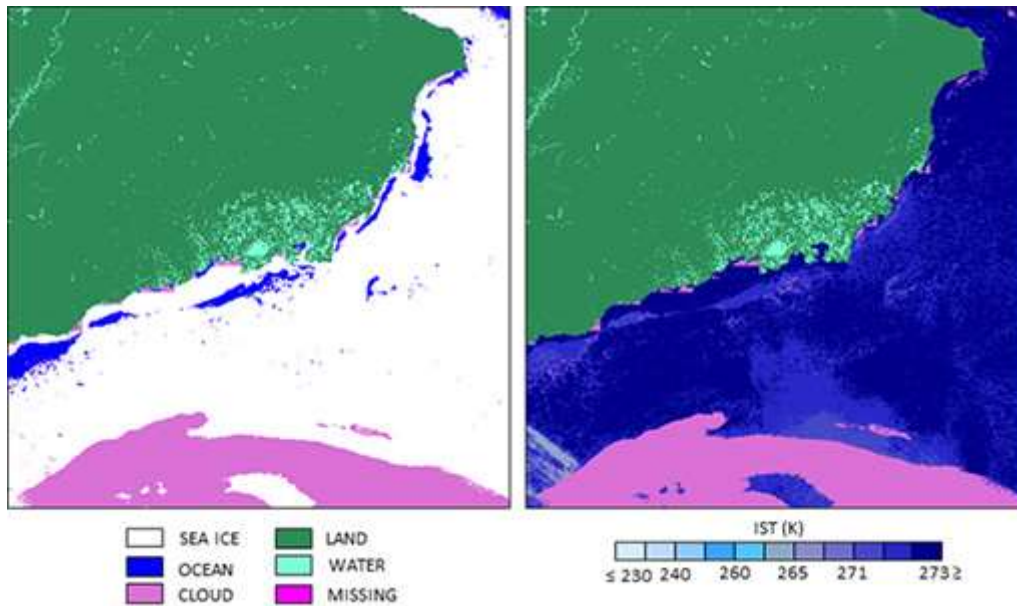 SEA ICE LAND
OCEAN WATER
CLOUD MISSING
IST (K)
≤ 230 240 260 265 271 273 ≥